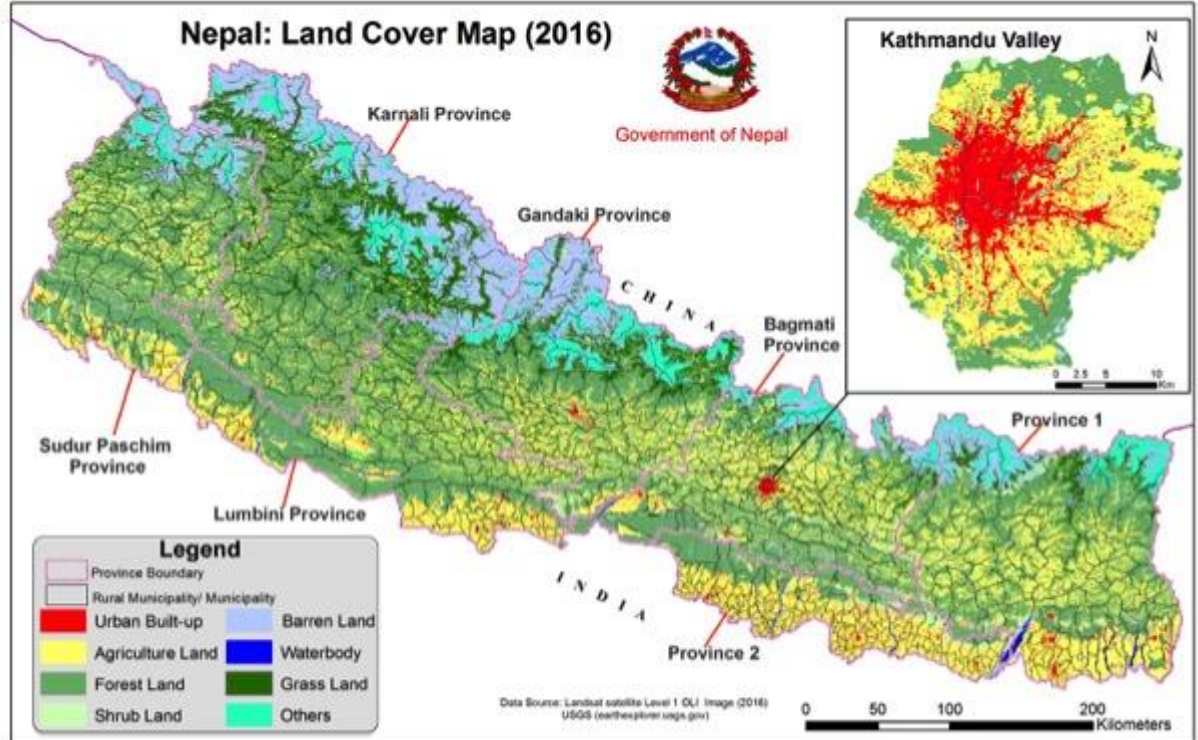 Nepal: Land Cover Map (2016)
Government of Nepal
Kathmandu Valley
N
0 2.5 5 10
Km
Karnali Province
Gandaki Province
CHINA
Bagmati
Province
Province 1
Sudur Paschim
Province
Lumbini Province
INDIA
Province 2
Legend
Province Boundary
Rural Municipality/ Municipality
Urban Built-up
Barren Land
Agriculture Land
Waterbody
Forest Land
Grass Land
Shrub Land
Others
Data Source: Landsat satellite Level 1 OLI Image (2016)
USGS (earthexplorer.usgs.gov)
0 50 100 200
Kilometers